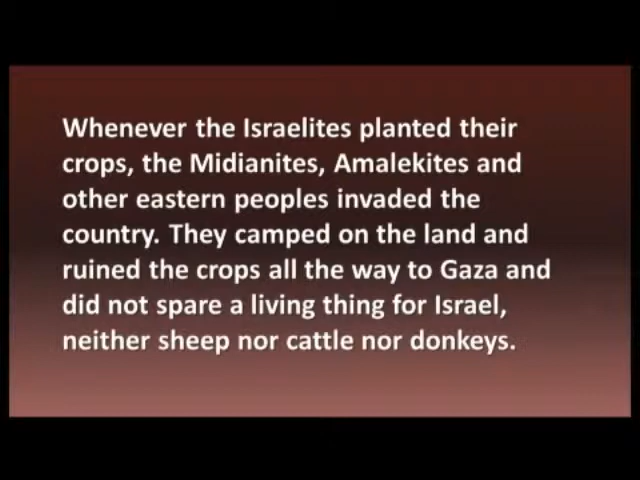 Whenever the Israelites planted their
crops, the Midianites, Amalekites and
other eastern peoples invaded the
country. They camped on the land and
ruined the crops all the way to Gaza and
did not spare a living thing for Israel,
neither sheep nor cattle nor donkeys.